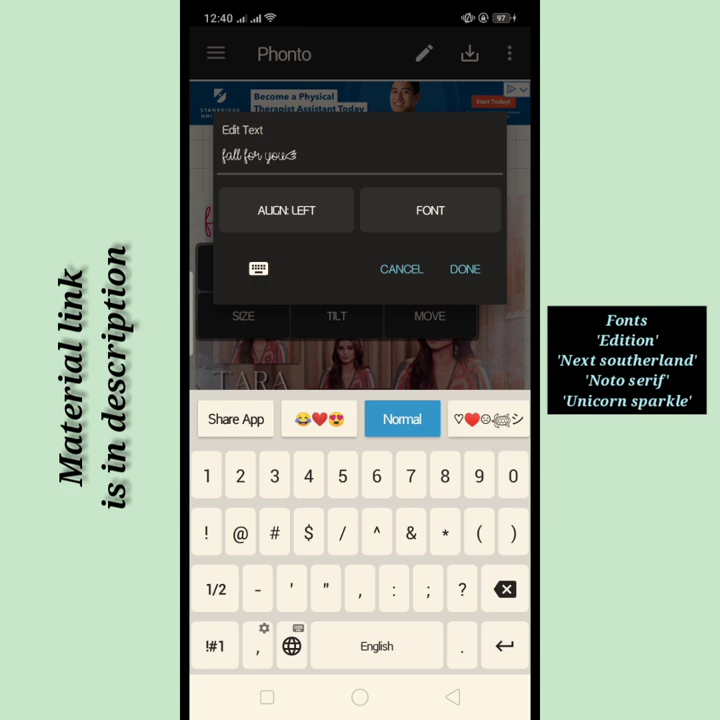 12:40
97
Phonto
Become a Physical
Therapist Assistant Today
Start Today!
STANBRIDGE
Edit Text
fall for you
ALIGN: LEFT
FONT
CANCEL
DONE
SIZE
TILT
MOVE
TARA
Material link
is in description
Fonts
'Edition'
'Next southerland'
'Noto serif'
'Unicorn sparkle'
Share App
😂❤️😍
Normal
♡♥️☺🐢シ
1 2 3 4 5 6 7 8 9 0
! @ # $ / ^ & * ( )
1/2 - ' " , : ; ?
!#1 , English .